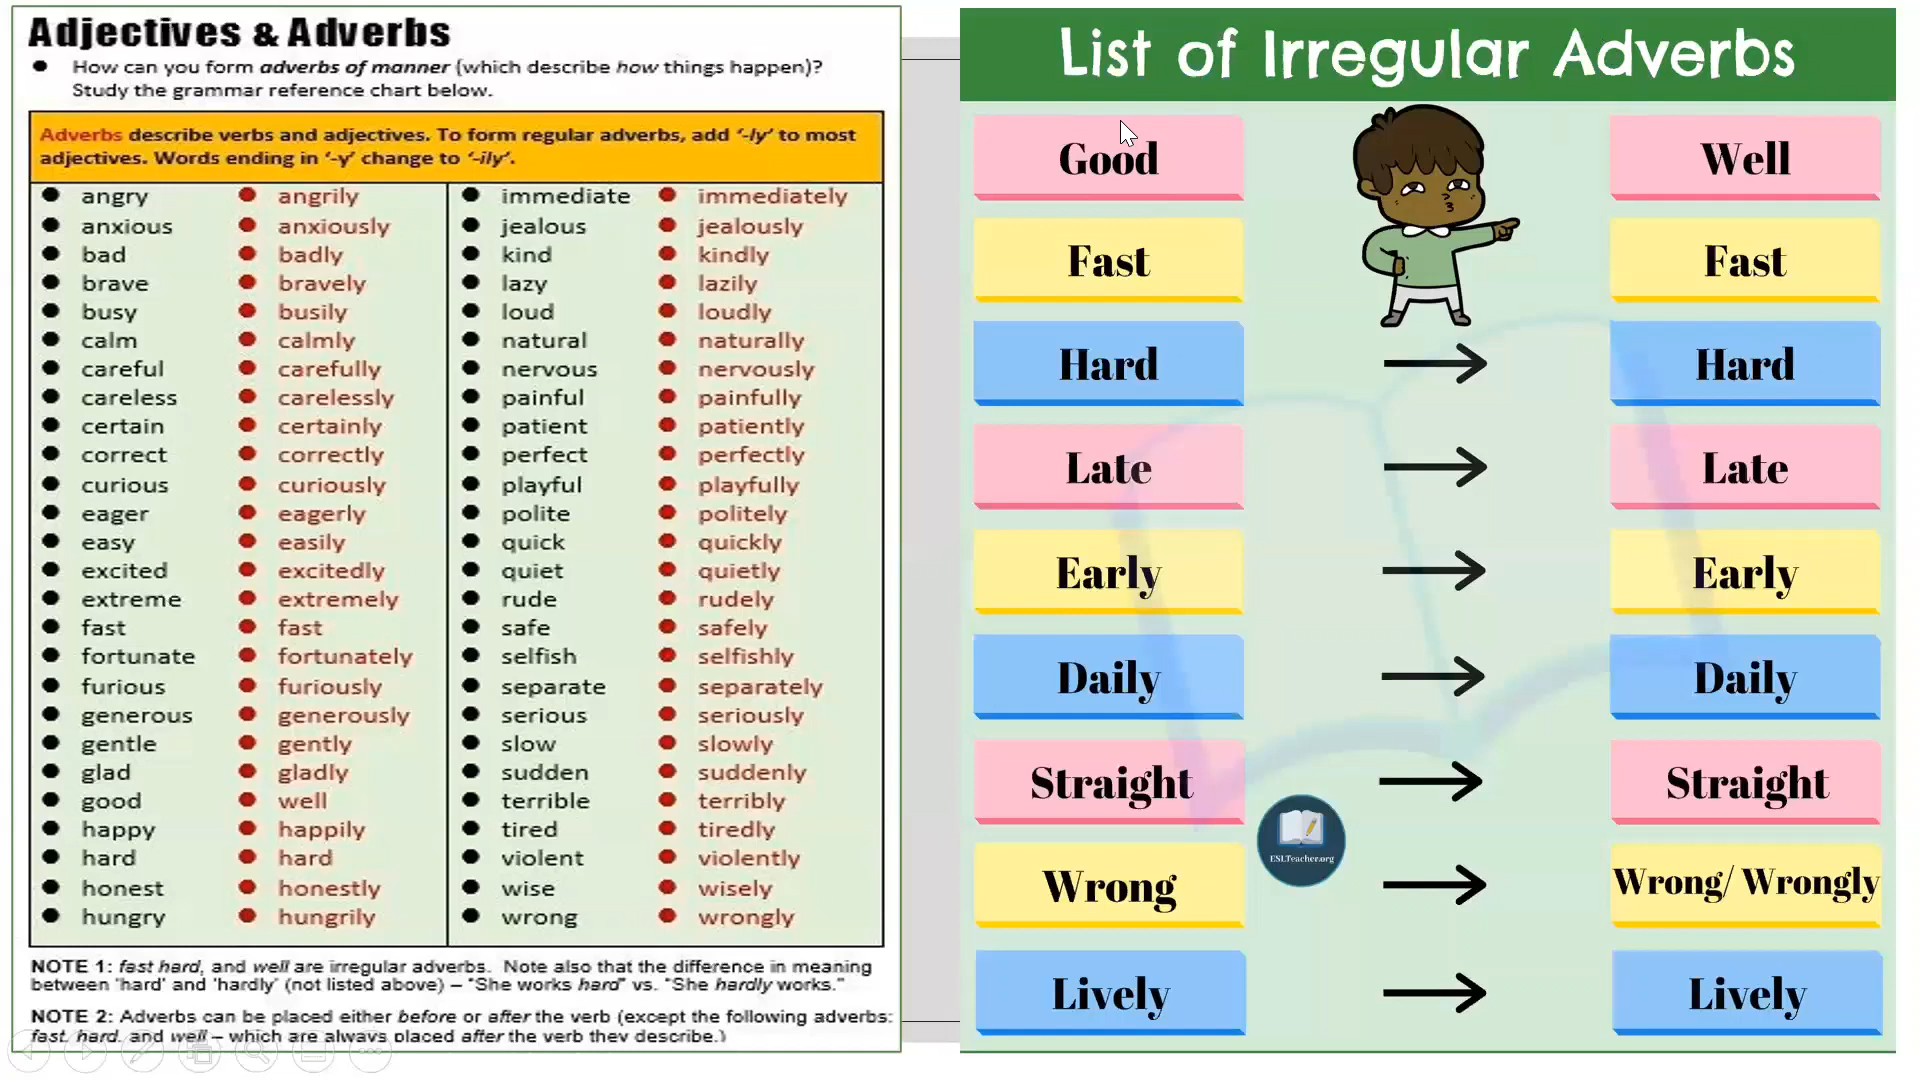 Adjectives & Adverbs
● How can you form adverbs of manner (which describe how things happen)?
Study the grammar reference chart below.
Adverbs describe verbs and adjectives. To form regular adverbs, add ‘-ly’ to most
adjectives. Words ending in ‘-y’ change to ‘-ily’.
● angry ● angrily ● immediate ● immediately
● anxious ● anxiously ● jealous ● jealously
● bad ● badly ● kind ● kindly
● brave ● bravely ● lazy ● lazily
● busy ● busily ● loud ● loudly
● calm ● calmly ● natural ● naturally
● careful ● carefully ● nervous ● nervously
● careless ● carelessly ● painful ● painfully
● certain ● certainly ● patient ● patiently
● correct ● correctly ● perfect ● perfectly
● curious ● curiously ● playful ● playfully
● eager ● eagerly ● polite ● politely
● easy ● easily ● quick ● quickly
● excited ● excitedly ● quiet ● quietly
● extreme ● extremely ● rude ● rudely
● fast ● fast ● safe ● safely
● fortunate ● fortunately ● selfish ● selfishly
● furious ● furiously ● separate ● separately
● generous ● generously ● serious ● seriously
● gentle ● gently ● slow ● slowly
● glad ● gladly ● sudden ● suddenly
● good ● well ● terrible ● terribly
● happy ● happily ● tired ● tiredly
● hard ● hard ● violent ● violently
● honest ● honestly ● wise ● wisely
● hungry ● hungrily ● wrong ● wrongly
NOTE 1: fast hard, and well are irregular adverbs. Note also that the difference in meaning
between 'hard' and 'hardly' (not listed above) – "She works hard" vs. "She hardly works."
NOTE 2: Adverbs can be placed either before or after the verb (except the following adverbs:
fast, hard, and well – which are always placed after the verb they describe.)
List of Irregular Adverbs
Good Well
Fast Fast
Hard Hard
Late Late
Early Early
Daily Daily
Straight Straight
ESLTeacher.org
Wrong Wrong/ Wrongly
Lively Lively